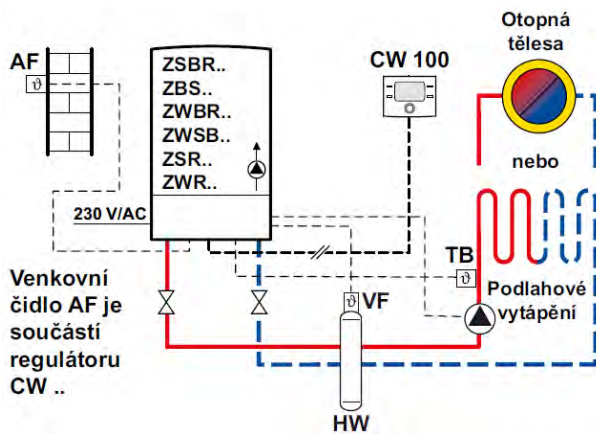 AF
ϑ
ZSBR..
ZBS..
ZWBR..
ZWSB..
ZSR..
ZWR..
230 V/AC
CW 100
Otopná
tělesa
nebo
TB
ϑ
Podlahové
vytápění
Venkovní
čidlo AF je
součástí
regulátoru
CW ..
ϑ
VF
HW